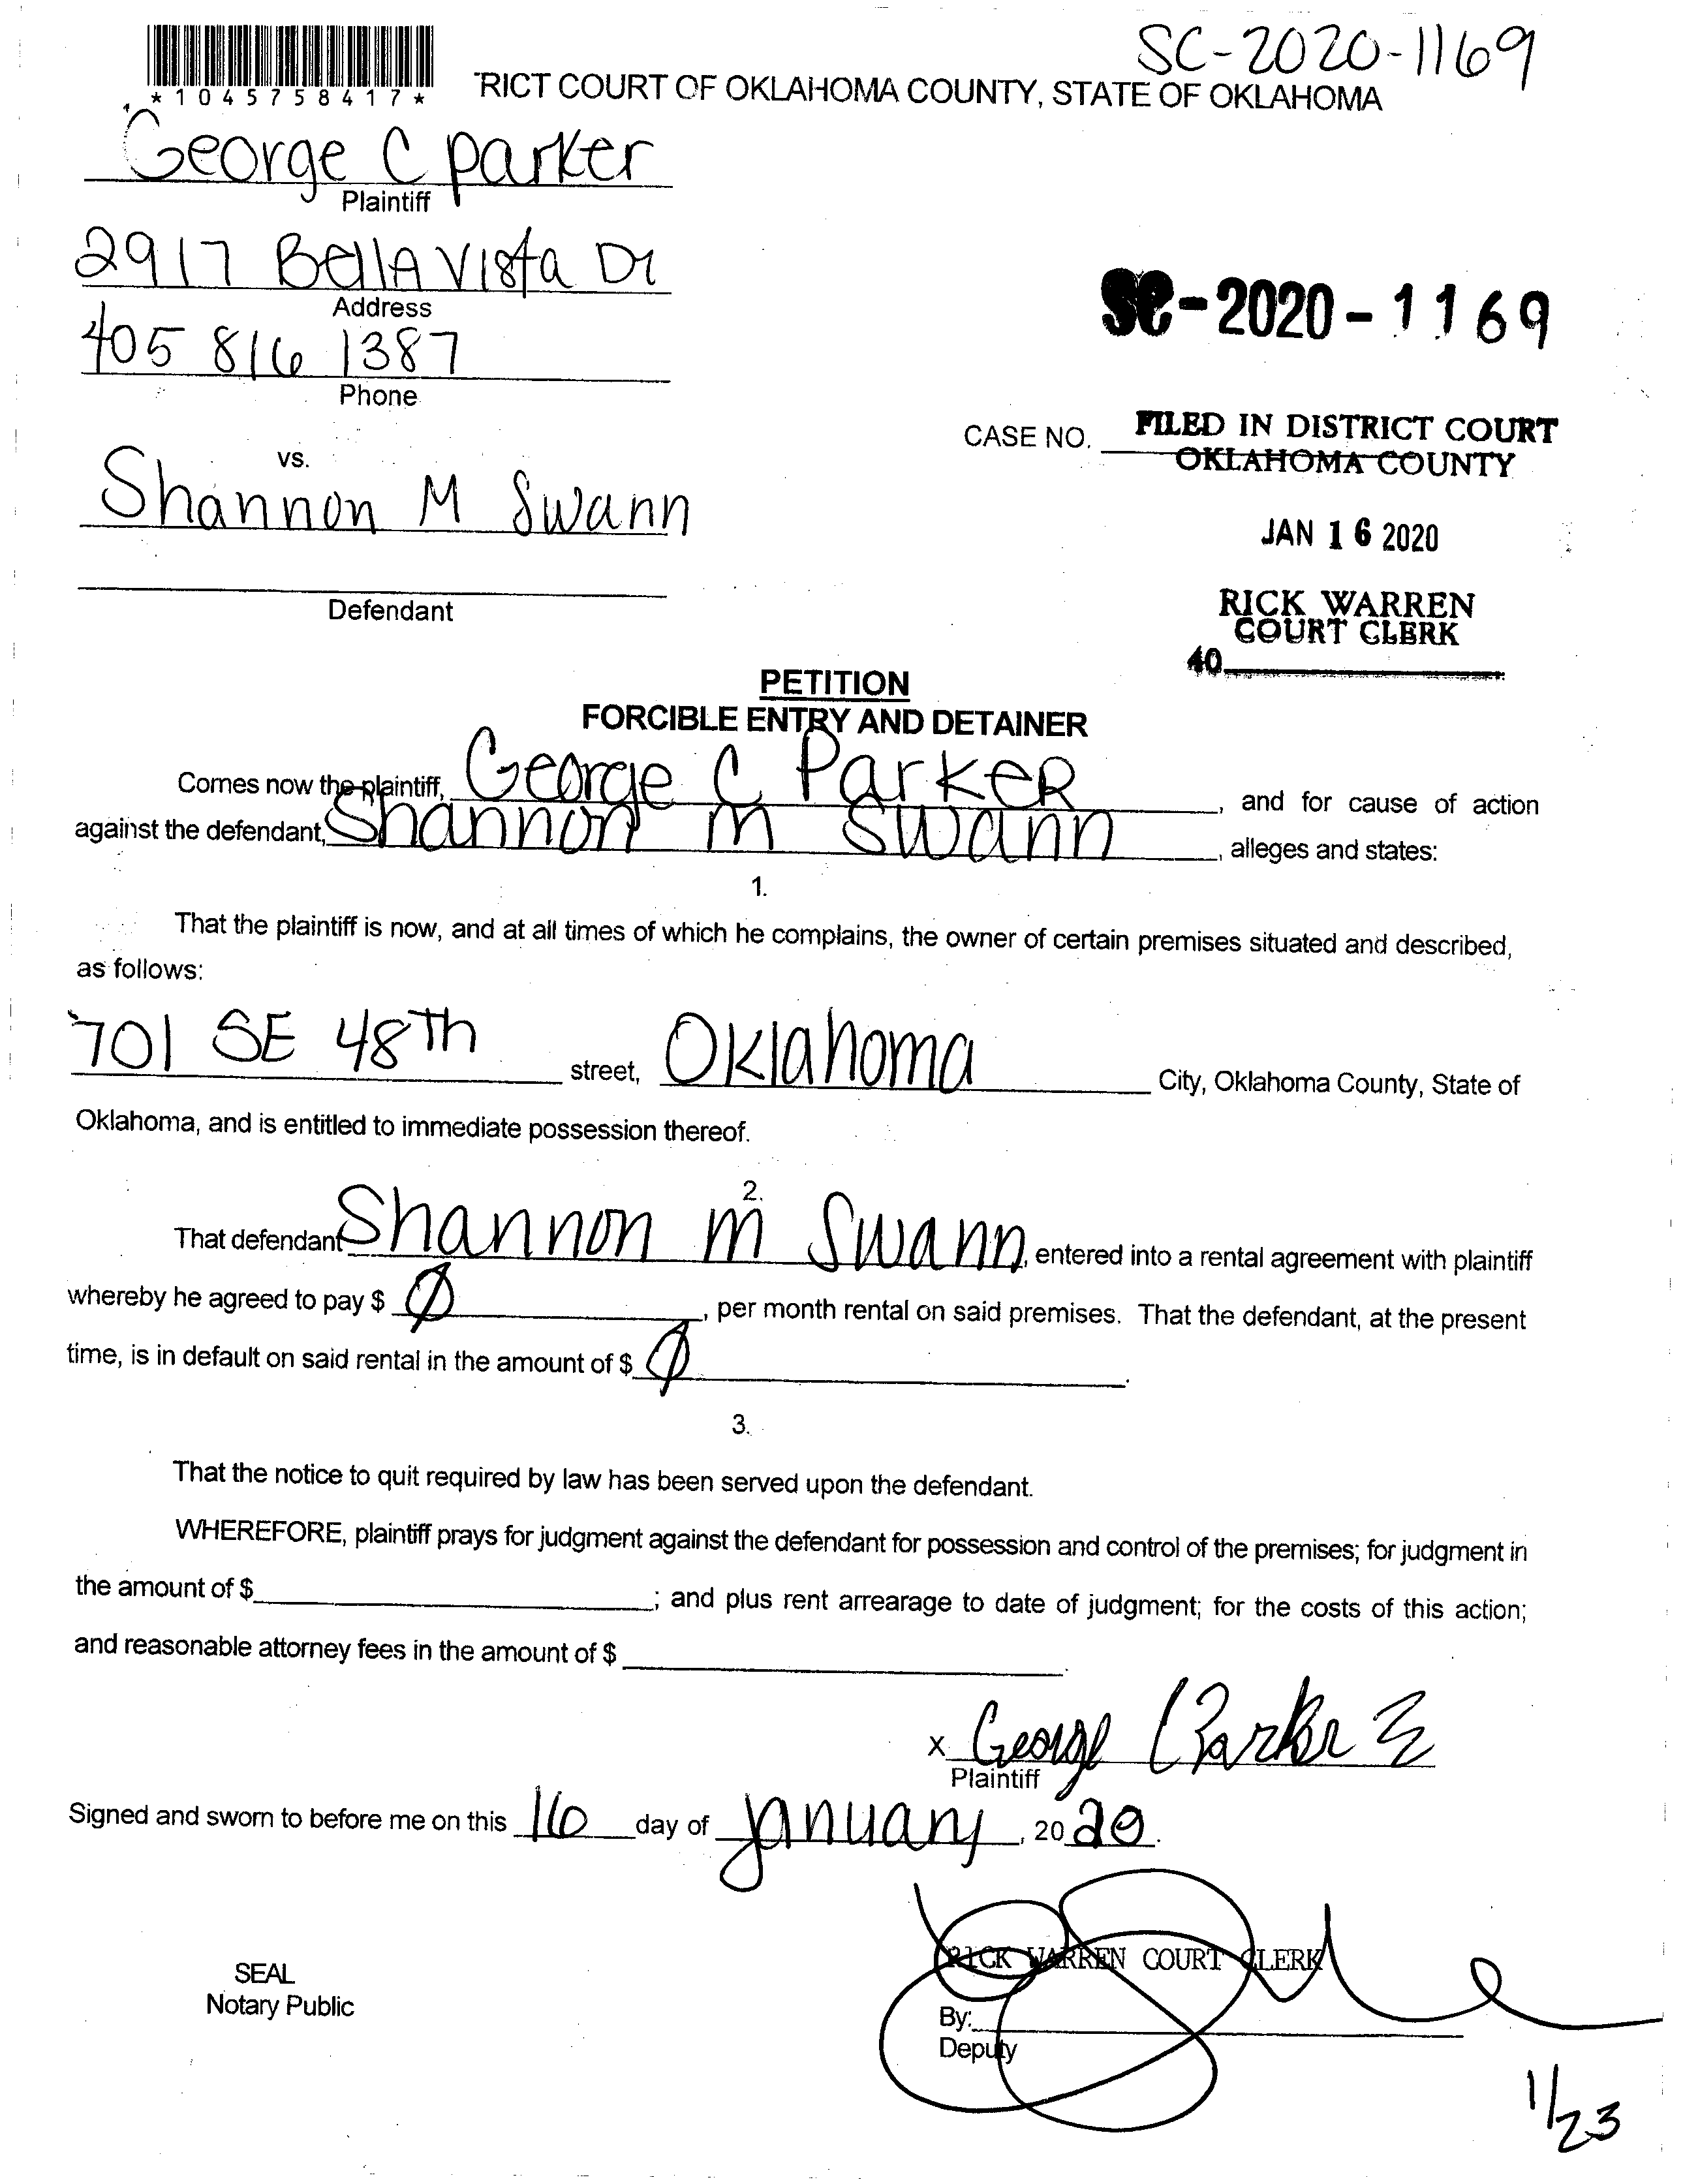 SC-2020-1169
*1045758417*
RICT COURT OF OKLAHOMA COUNTY, STATE OF OKLAHOMA
George C parker
Plaintiff
2917 Bella Vista Dr
Address
405 816 1387
Phone
SC-2020-1169
CASE NO.
FILED IN DISTRICT COURT
OKLAHOMA COUNTY
vs.
Shannon M Swann
JAN 16 2020
Defendant
RICK WARREN
COURT CLERK
40
PETITION
FORCIBLE ENTRY AND DETAINER
Comes now the plaintiff, George C Parker, and for cause of action
against the defendant, Shannon m Swann, alleges and states:
1.
That the plaintiff is now, and at all times of which he complains, the owner of certain premises situated and described,
as follows:
701 SE 48Th street, Oklahoma City, Oklahoma County, State of
Oklahoma, and is entitled to immediate possession thereof.
2.
That defendant Shannon m Swann, entered into a rental agreement with plaintiff
whereby he agreed to pay $ Ø, per month rental on said premises. That the defendant, at the present
time, is in default on said rental in the amount of $ Ø.
3.
That the notice to quit required by law has been served upon the defendant.
WHEREFORE, plaintiff prays for judgment against the defendant for possession and control of the premises; for judgment in
the amount of $ ; and plus rent arrearage to date of judgment; for the costs of this action;
and reasonable attorney fees in the amount of $ .
x George C Parker
Plaintiff
Signed and sworn to before me on this 16 day of January, 2020.
RICK WARREN COURT CLERK
SEAL
Notary Public
By:
Deputy
1/23